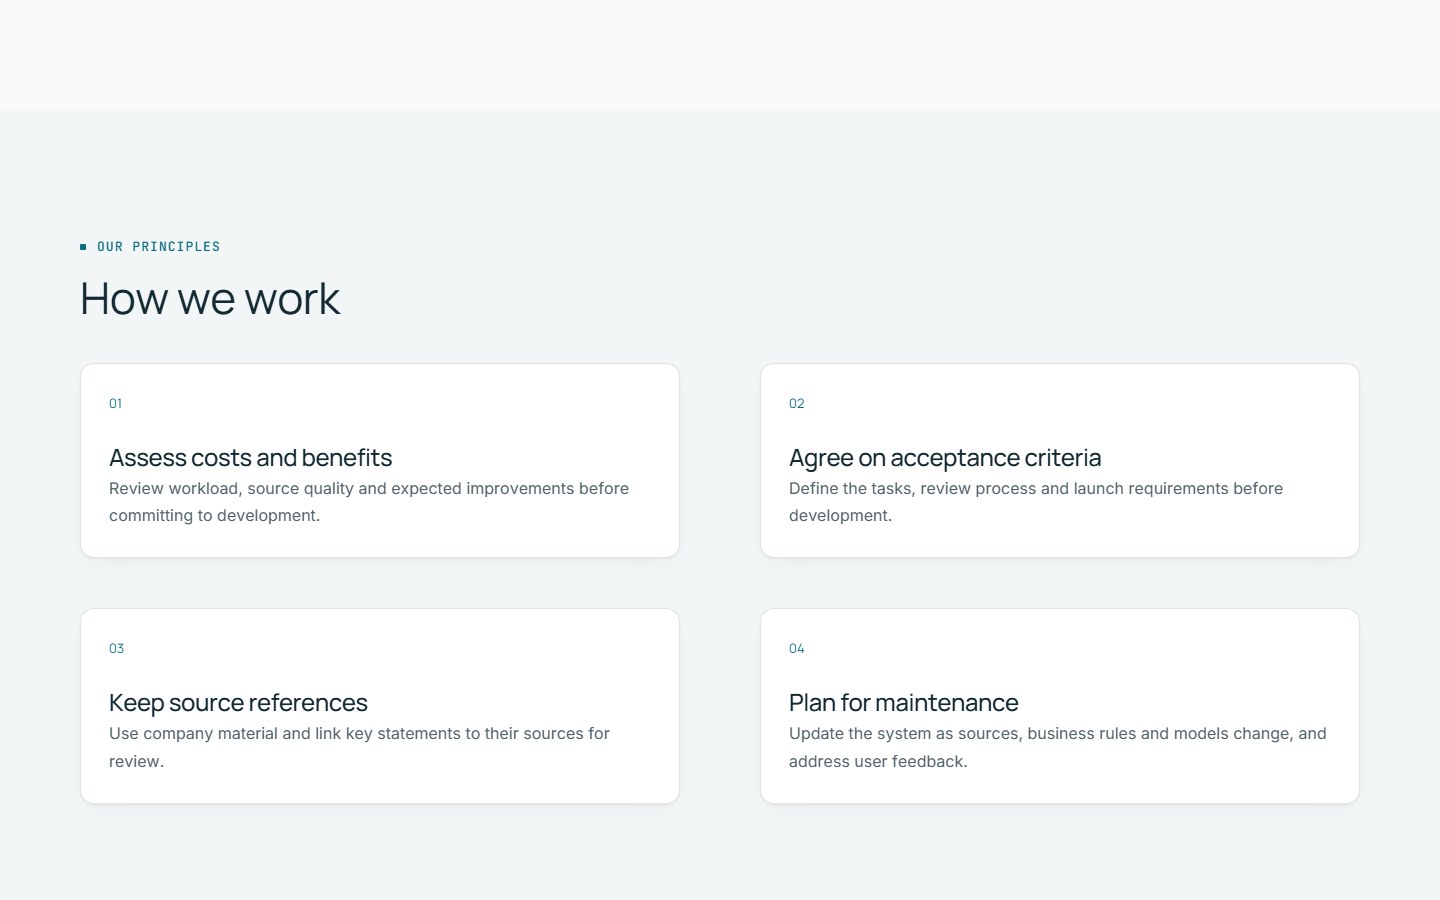 OUR PRINCIPLES
How we work
01
Assess costs and benefits
Review workload, source quality and expected improvements before
committing to development.
02
Agree on acceptance criteria
Define the tasks, review process and launch requirements before
development.
03
Keep source references
Use company material and link key statements to their sources for
review.
04
Plan for maintenance
Update the system as sources, business rules and models change, and
address user feedback.